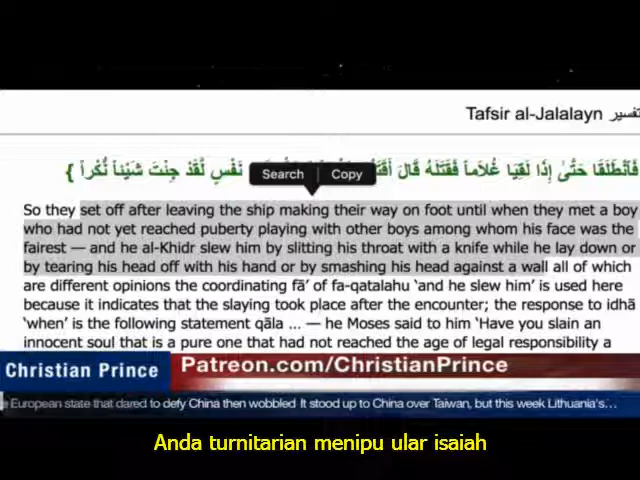 Tafsir al-Jalalayn تفسير
فَٱنْطَلَقَا حَتَّىٰ إِذَا لَقِيَا غُلاَماً فَقَتَلَهُ قَالَ نَفْسٍ لَّقَدْ جِئْتَ شَيْئاً نُّكْراً }
Search Copy
So they set off after leaving the ship making their way on foot until when they met a boy
who had not yet reached puberty playing with other boys among whom his face was the
fairest — and he al-Khidr slew him by slitting his throat with a knife while he lay down or
by tearing his head off with his hand or by smashing his head against a wall all of which
are different opinions the coordinating fā' of fa-qatalahu 'and he slew him' is used here
because it indicates that the slaying took place after the encounter; the response to idhā
'when' is the following statement qāla ... — he Moses said to him 'Have you slain an
innocent soul that is a pure one that had not reached the age of legal responsibility a
Christian Prince
Patreon.com/ChristianPrince
European state that dared to defy China then wobbled It stood up to China over Taiwan, but this week Lithuania's...
Anda turnitarian menipu ular isaiah